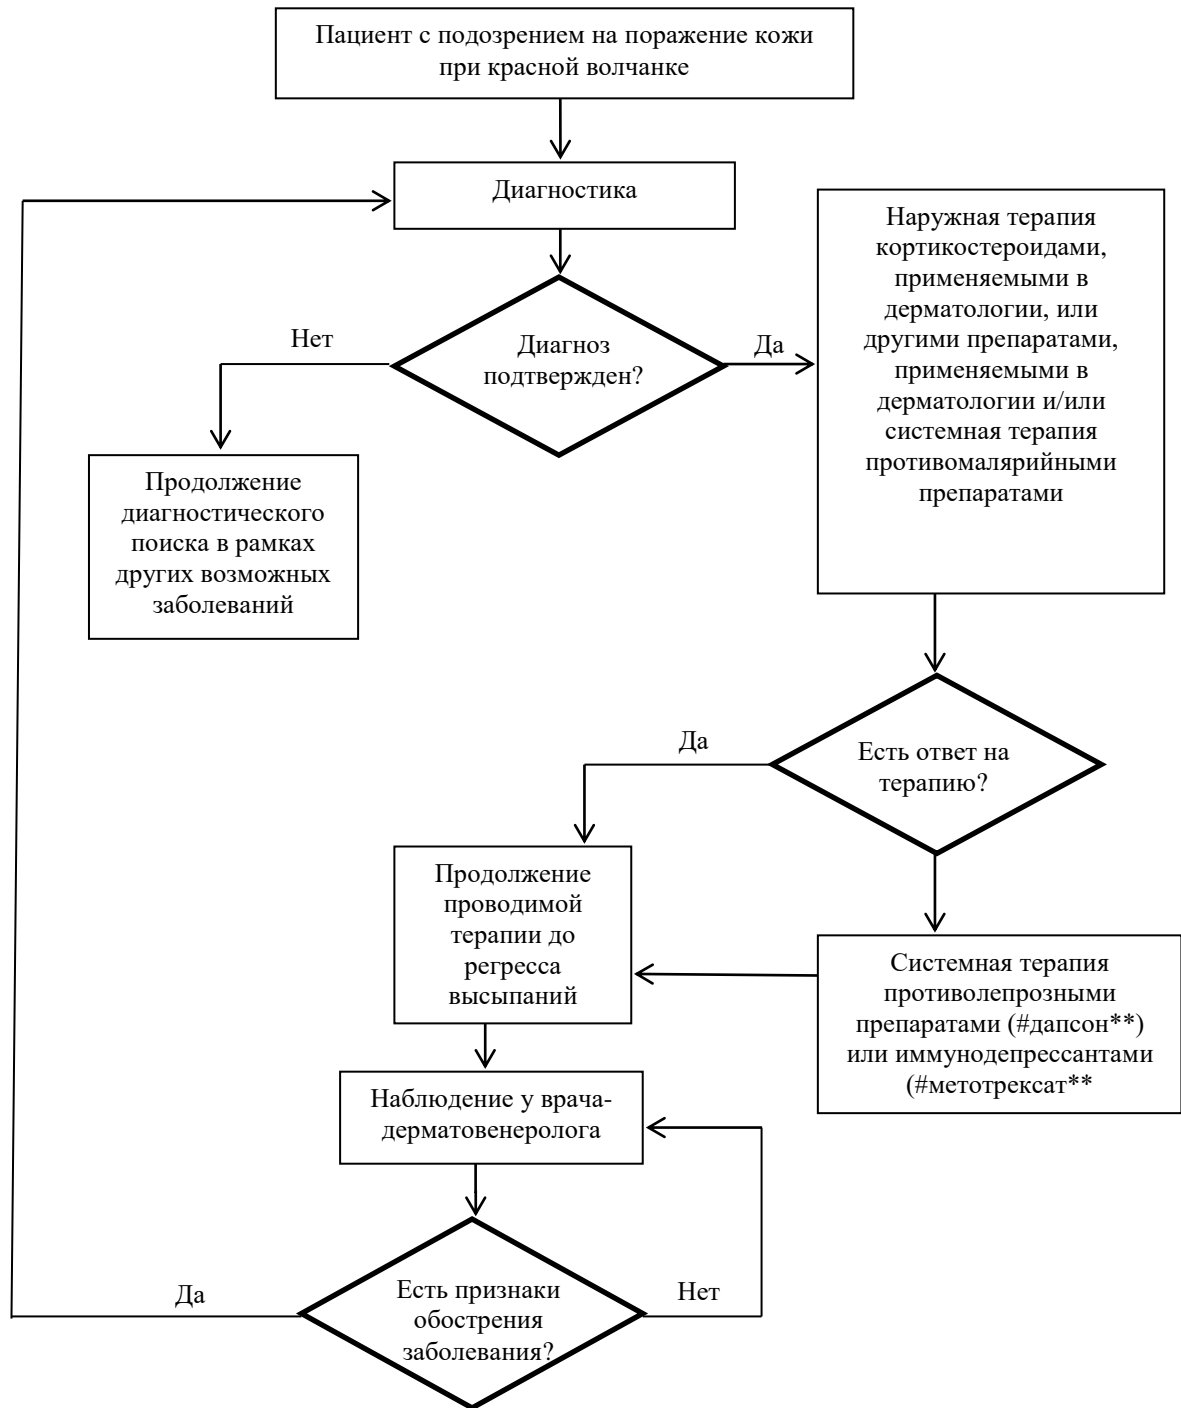 Пациент с подозрением на поражение кожи
при красной волчанке
Диагностика
Диагноз
подтвержден?
Нет
Да
Продолжение
диагностического
поиска в рамках
других возможных
заболеваний
Наружная терапия
кортикостероидами,
применяемыми в
дерматологии, или
другими препаратами,
применяемыми в
дерматологии и/или
системная терапия
противомалярийными
препаратами
Есть ответ на
терапию?
Да
Продолжение
проводимой
терапии до
регресса
высыпаний
Системная терапия
противолепрозными
препаратами (#дапсон**)
или иммунодепрессантами
(#метотрексат**
Наблюдение у врача-
дерматовенеролога
Есть признаки
обострения
заболевания?
Да
Нет